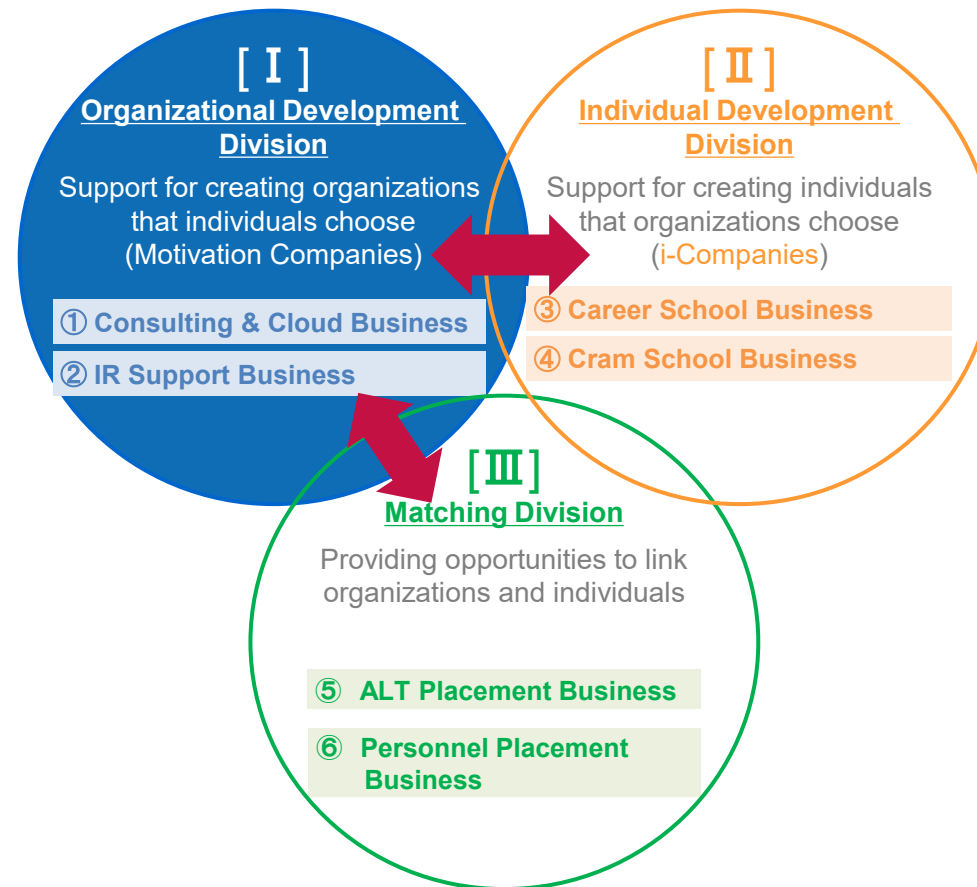 [ Ⅰ ]
Organizational Development
Division
Support for creating organizations
that individuals choose
(Motivation Companies)
① Consulting & Cloud Business
② IR Support Business
[ Ⅱ ]
Individual Development
Division
Support for creating individuals
that organizations choose
(i-Companies)
③ Career School Business
④ Cram School Business
[Ⅲ]
Matching Division
Providing opportunities to link
organizations and individuals
⑤ ALT Placement Business
⑥ Personnel Placement
Business